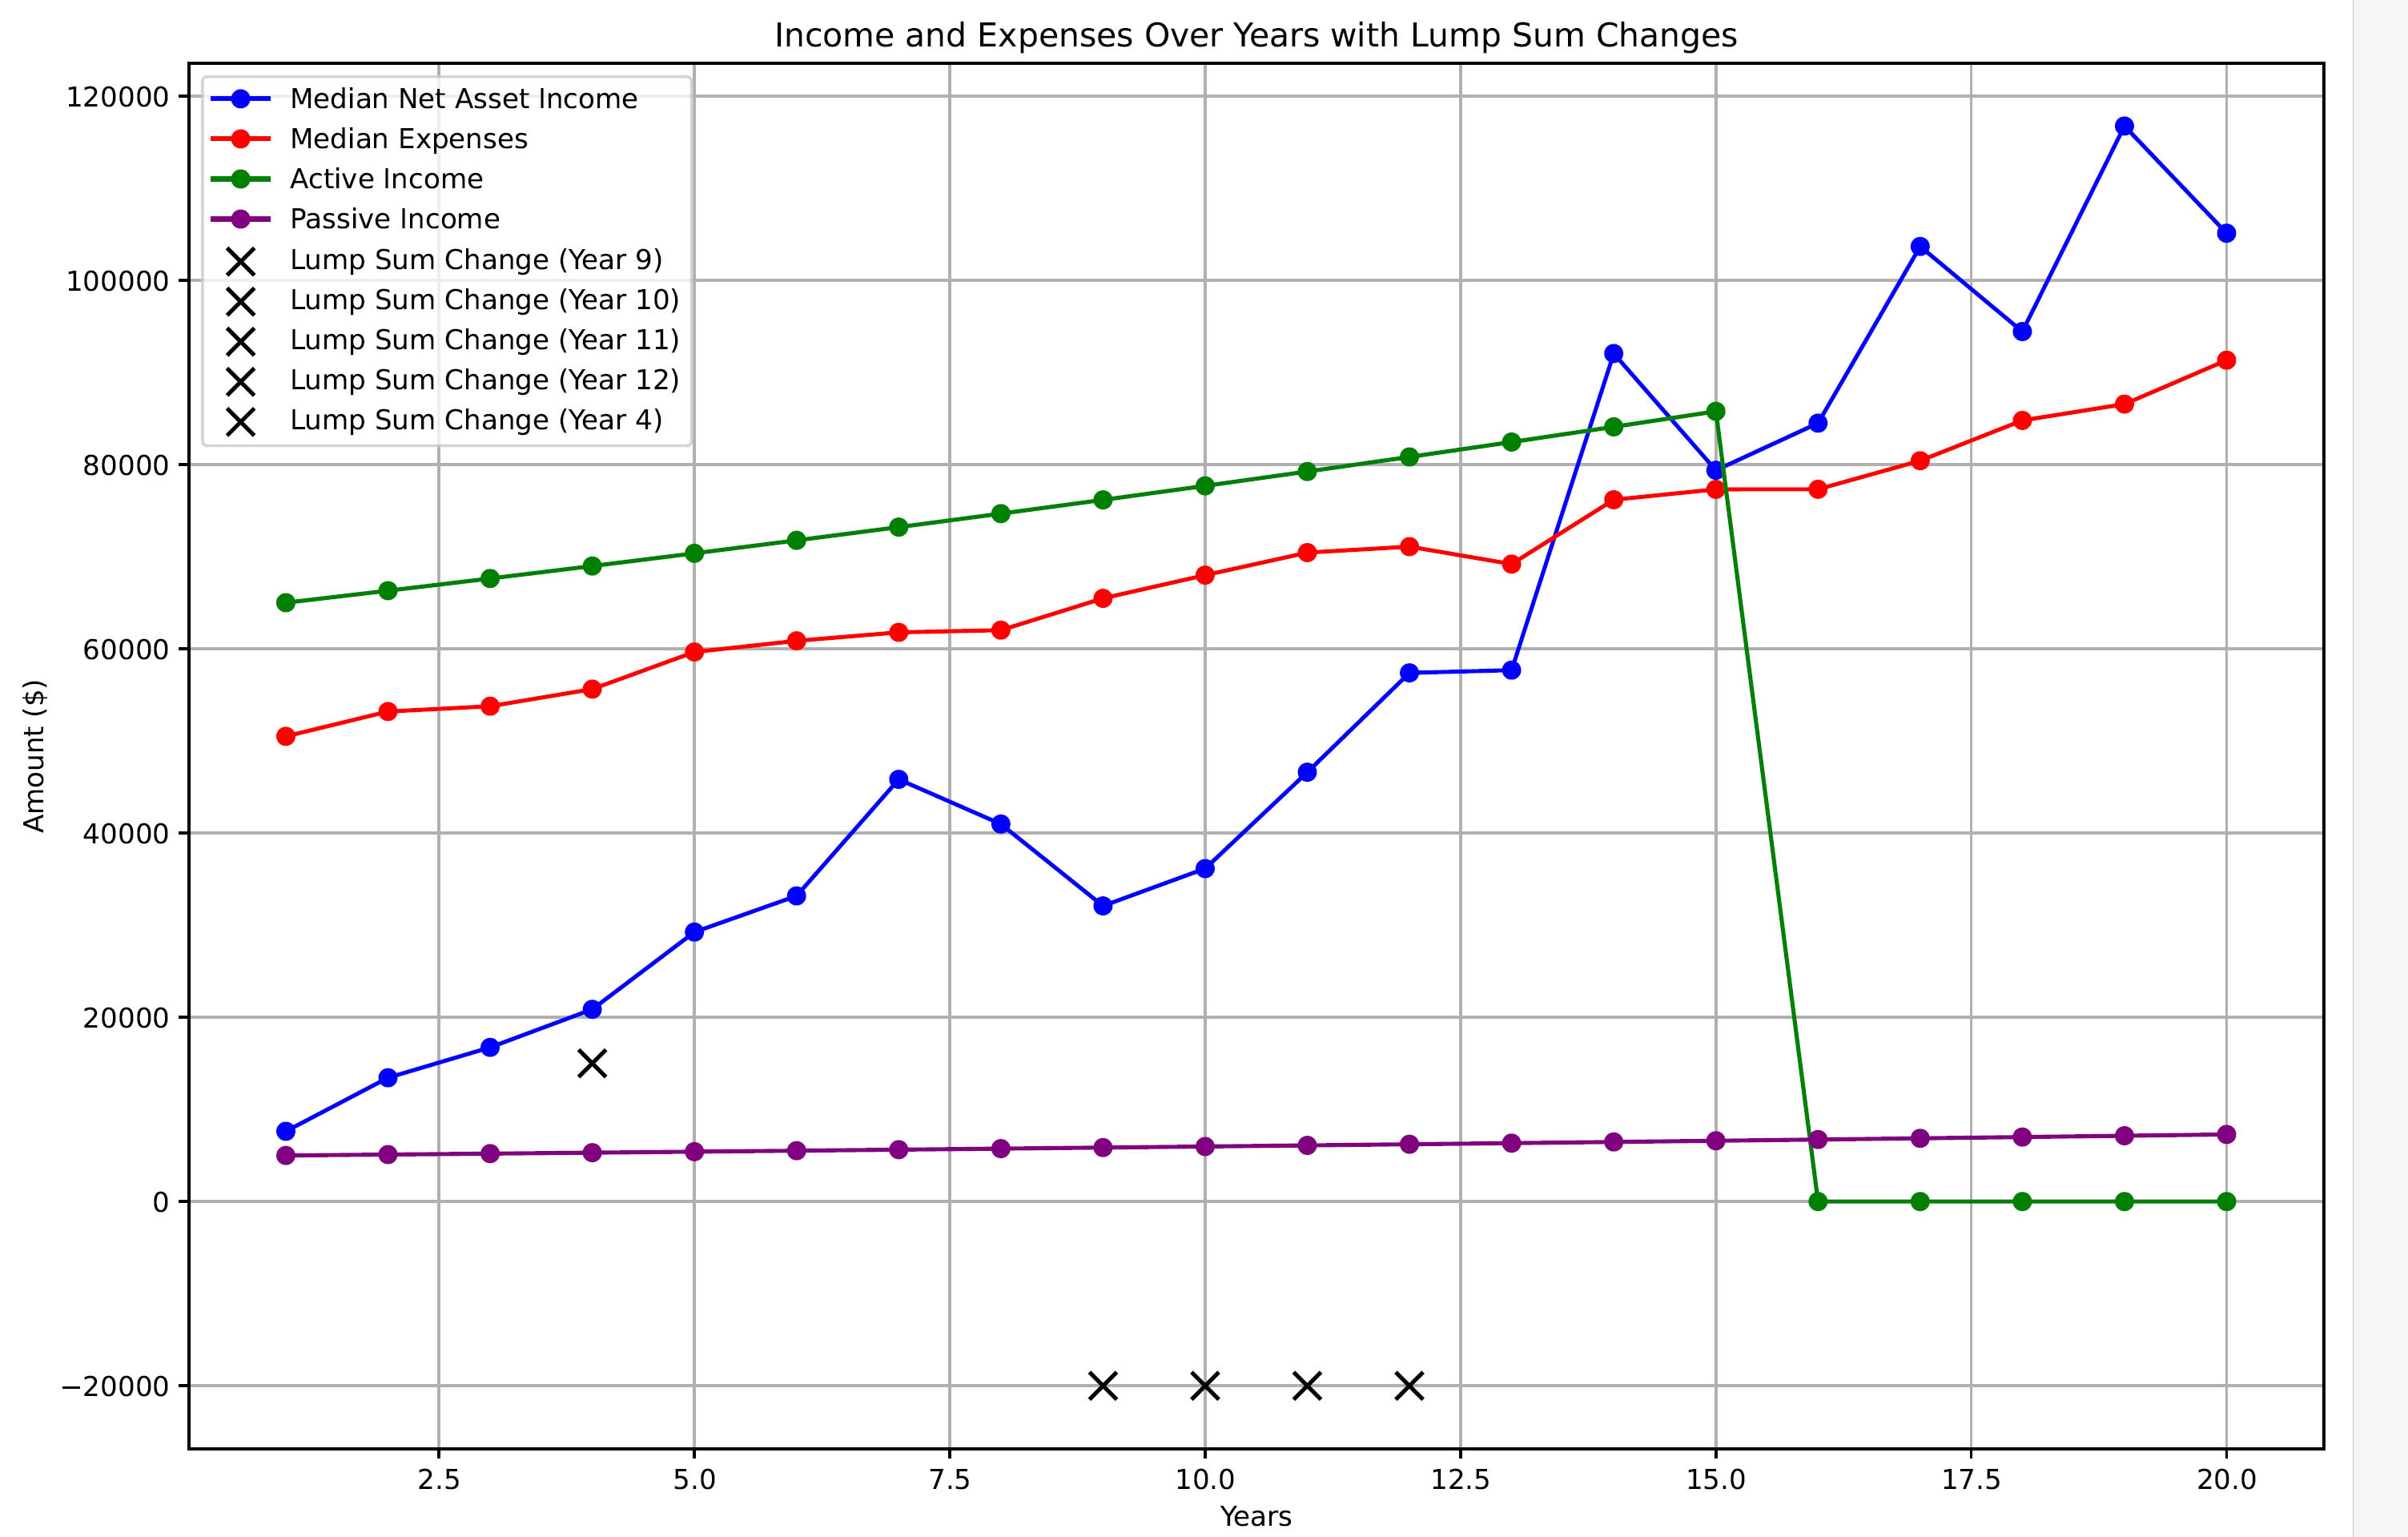 Income and Expenses Over Years with Lump Sum Changes
Median Net Asset Income
Median Expenses
Active Income
Passive Income
Lump Sum Change (Year 9)
Lump Sum Change (Year 10)
Lump Sum Change (Year 11)
Lump Sum Change (Year 12)
Lump Sum Change (Year 4)
120000
100000
80000
60000
40000
20000
0
−20000
Amount ($)
2.5 5.0 7.5 10.0 12.5 15.0 17.5 20.0
Years